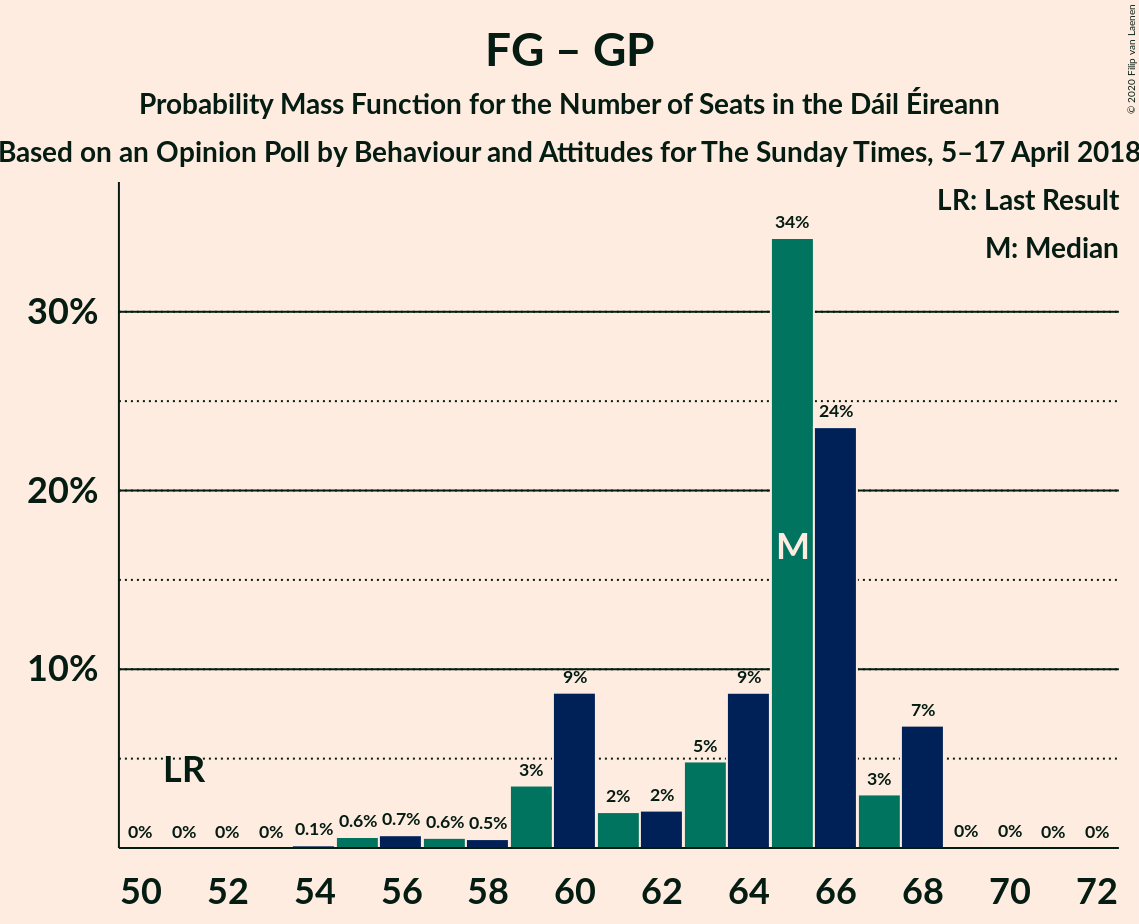 FG – GP
Probability Mass Function for the Number of Seats in the Dáil Éireann
Based on an Opinion Poll by Behaviour and Attitudes for The Sunday Times, 5–17 April 2018
© 2020 Filip van Laenen
LR: Last Result
M: Median
34%
30%
24%
20%
M
10%
9%
9%
7%
5%
LR
3%
3%
2%
2%
0%
0%
0%
0%
0.1%
0.6%
0.7%
0.6%
0.5%
0%
0%
0%
0%
50 52 54 56 58 60 62 64 66 68 70 72